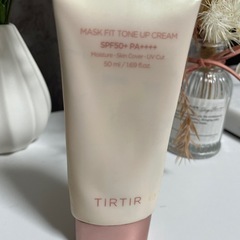 MASK FIT TONE UP CREAM
SPF50+ PA++++
Moisture · Skin Cover · UV Cut
50 ml / 1.69 fl.oz.
TIRTIR